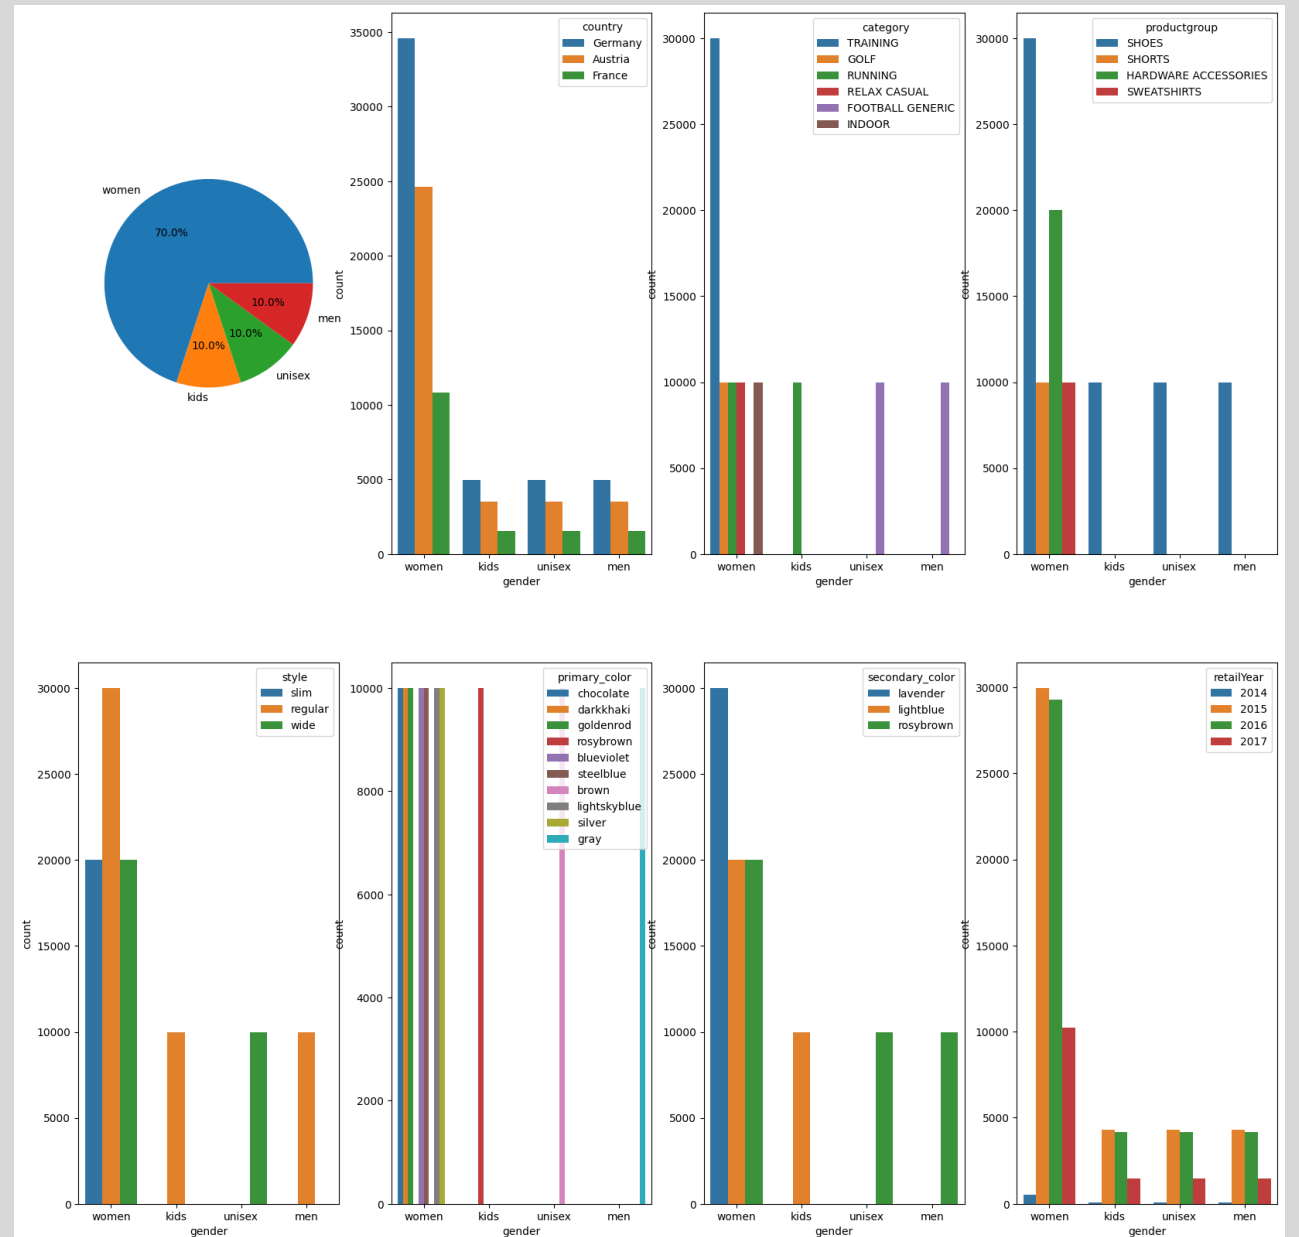 women
70.0%
10.0%
men
10.0%
unisex
10.0%
kids
country
Germany
Austria
France
35000
30000
25000
20000
15000
10000
5000
0
count
women kids unisex men
gender
category
TRAINING
GOLF
RUNNING
RELAX CASUAL
FOOTBALL GENERIC
INDOOR
30000
25000
20000
15000
10000
5000
0
count
women kids unisex men
gender
productgroup
SHOES
SHORTS
HARDWARE ACCESSORIES
SWEATSHIRTS
30000
25000
20000
15000
10000
5000
0
count
women kids unisex men
gender
style
slim
regular
wide
30000
25000
20000
15000
10000
5000
0
count
women kids unisex men
gender
primary_color
chocolate
darkkhaki
goldenrod
rosybrown
blueviolet
steelblue
brown
lightskyblue
silver
gray
10000
8000
6000
4000
2000
0
count
women kids unisex men
gender
secondary_color
lavender
lightblue
rosybrown
30000
25000
20000
15000
10000
5000
0
count
women kids unisex men
gender
retailYear
2014
2015
2016
2017
30000
25000
20000
15000
10000
5000
0
count
women kids unisex men
gender